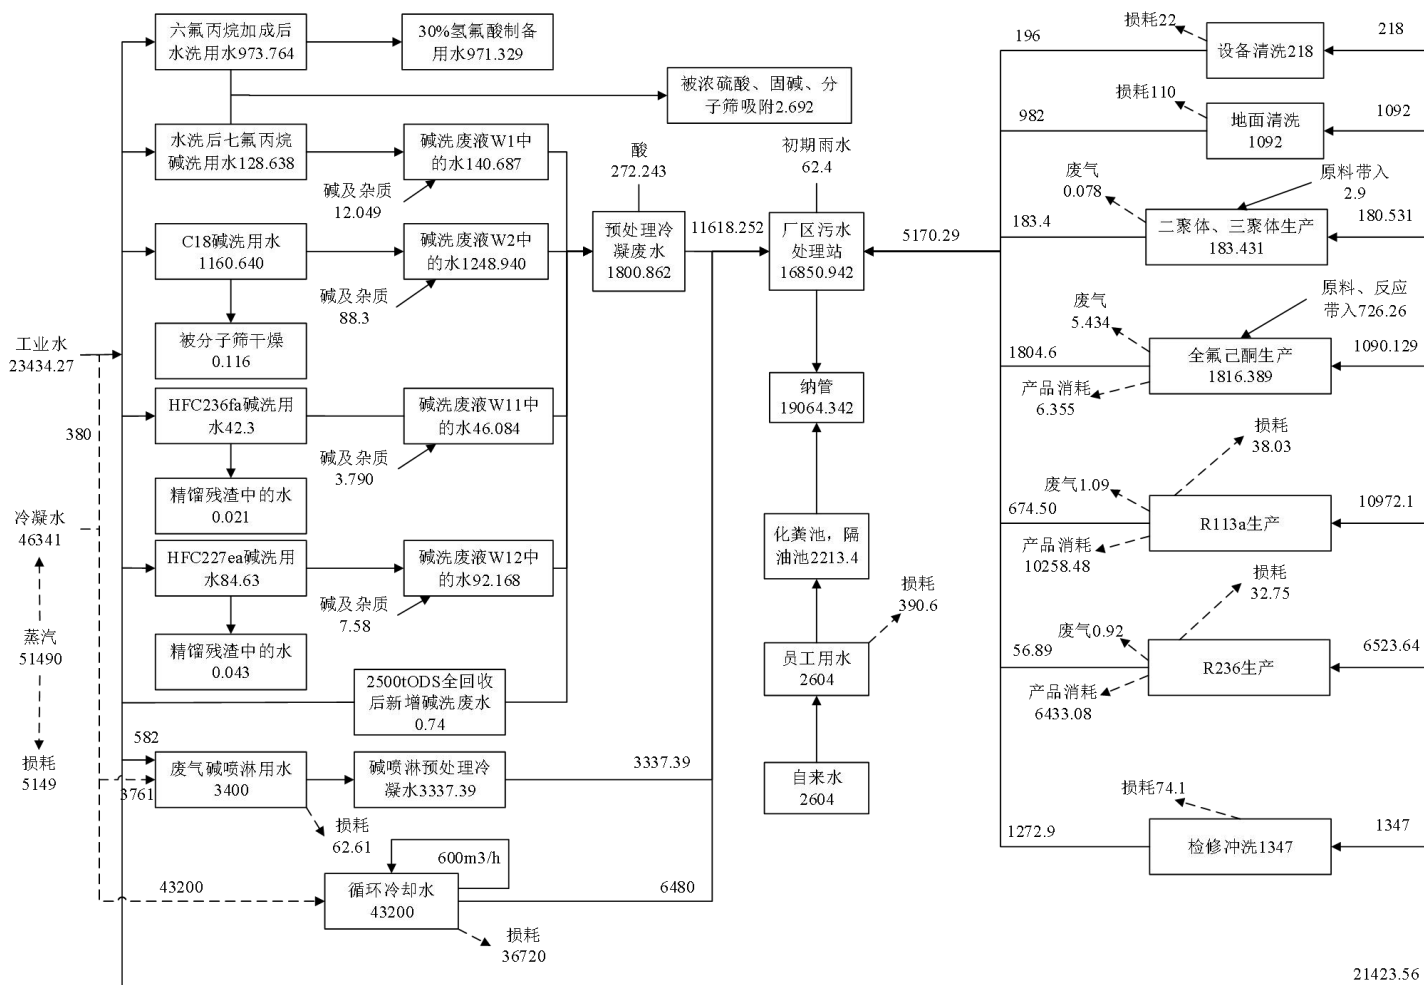 六氟丙烷加成后
水洗用水973.764
30%氢氟酸制备
用水971.329
被浓硫酸、固碱、分
子筛吸附2.692
水洗后七氟丙烷
碱洗用水128.638
碱洗废液W1中
的水140.687
碱及杂质
12.049
酸
272.243
初期雨水
62.4
C18碱洗用水
1160.640
碱洗废液W2中
的水1248.940
碱及杂质
88.3
预处理冷
凝废水
1800.862
11618.252
厂区污水
处理站
16850.942
5170.29
被分子筛干燥
0.116
工业水
23434.27
380
HFC236fa碱洗用
水42.3
碱洗废液W11中
的水46.084
碱及杂质
3.790
纳管
19064.342
精馏残渣中的水
0.021
冷凝水
46341
化粪池，隔
油池2213.4
HFC227ea碱洗用
水84.63
碱洗废液W12中
的水92.168
碱及杂质
7.58
损耗
390.6
蒸汽
51490
精馏残渣中的水
0.043
员工用水
2604
2500tODS全回收
后新增碱洗废水
0.74
582
损耗
5149
3761
废气碱喷淋用水
3400
碱喷淋预处理冷
凝水3337.39
3337.39
自来水
2604
损耗
62.61
600m3/h
43200
循环冷却水
43200
6480
损耗
36720
196
损耗22
设备清洗218
218
982
损耗110
地面清洗
1092
1092
废气
0.078
原料带入
2.9
183.4
二聚体、三聚体生产
183.431
180.531
废气
5.434
原料、反应
带入726.26
1804.6
全氟己酮生产
1816.389
1090.129
产品消耗
6.355
损耗
38.03
废气1.09
674.50
R113a生产
10972.1
产品消耗
10258.48
损耗
32.75
废气0.92
56.89
R236生产
6523.64
产品消耗
6433.08
损耗74.1
1272.9
检修冲洗1347
1347
21423.56